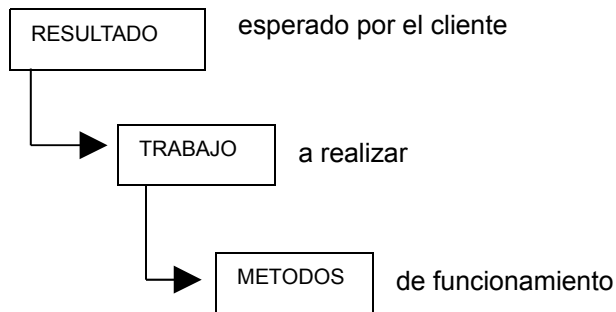 RESULTADO esperado por el cliente
TRABAJO a realizar
METODOS de funcionamiento